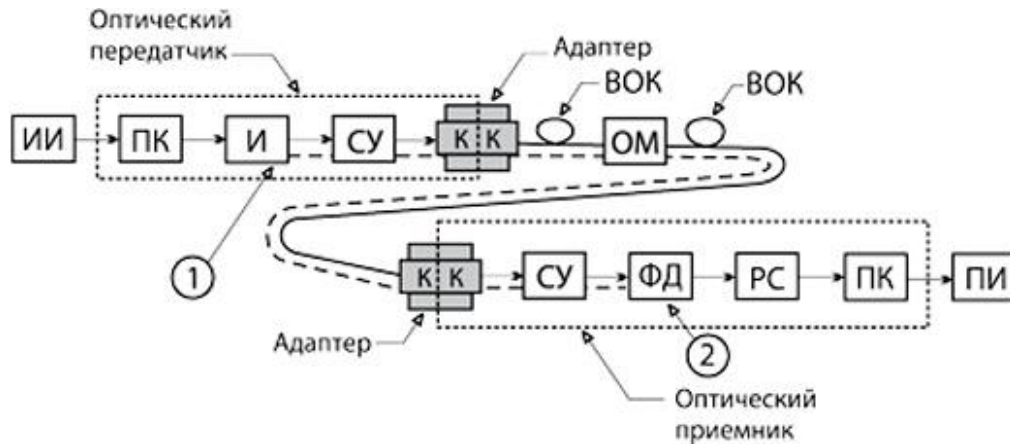 Оптический
передатчик
Адаптер
ВОК
ВОК
ИИ
ПК
И
СУ
К К
ОМ
1
К К
СУ
ФД
РС
ПК
ПИ
Адаптер
2
Оптический
приемник